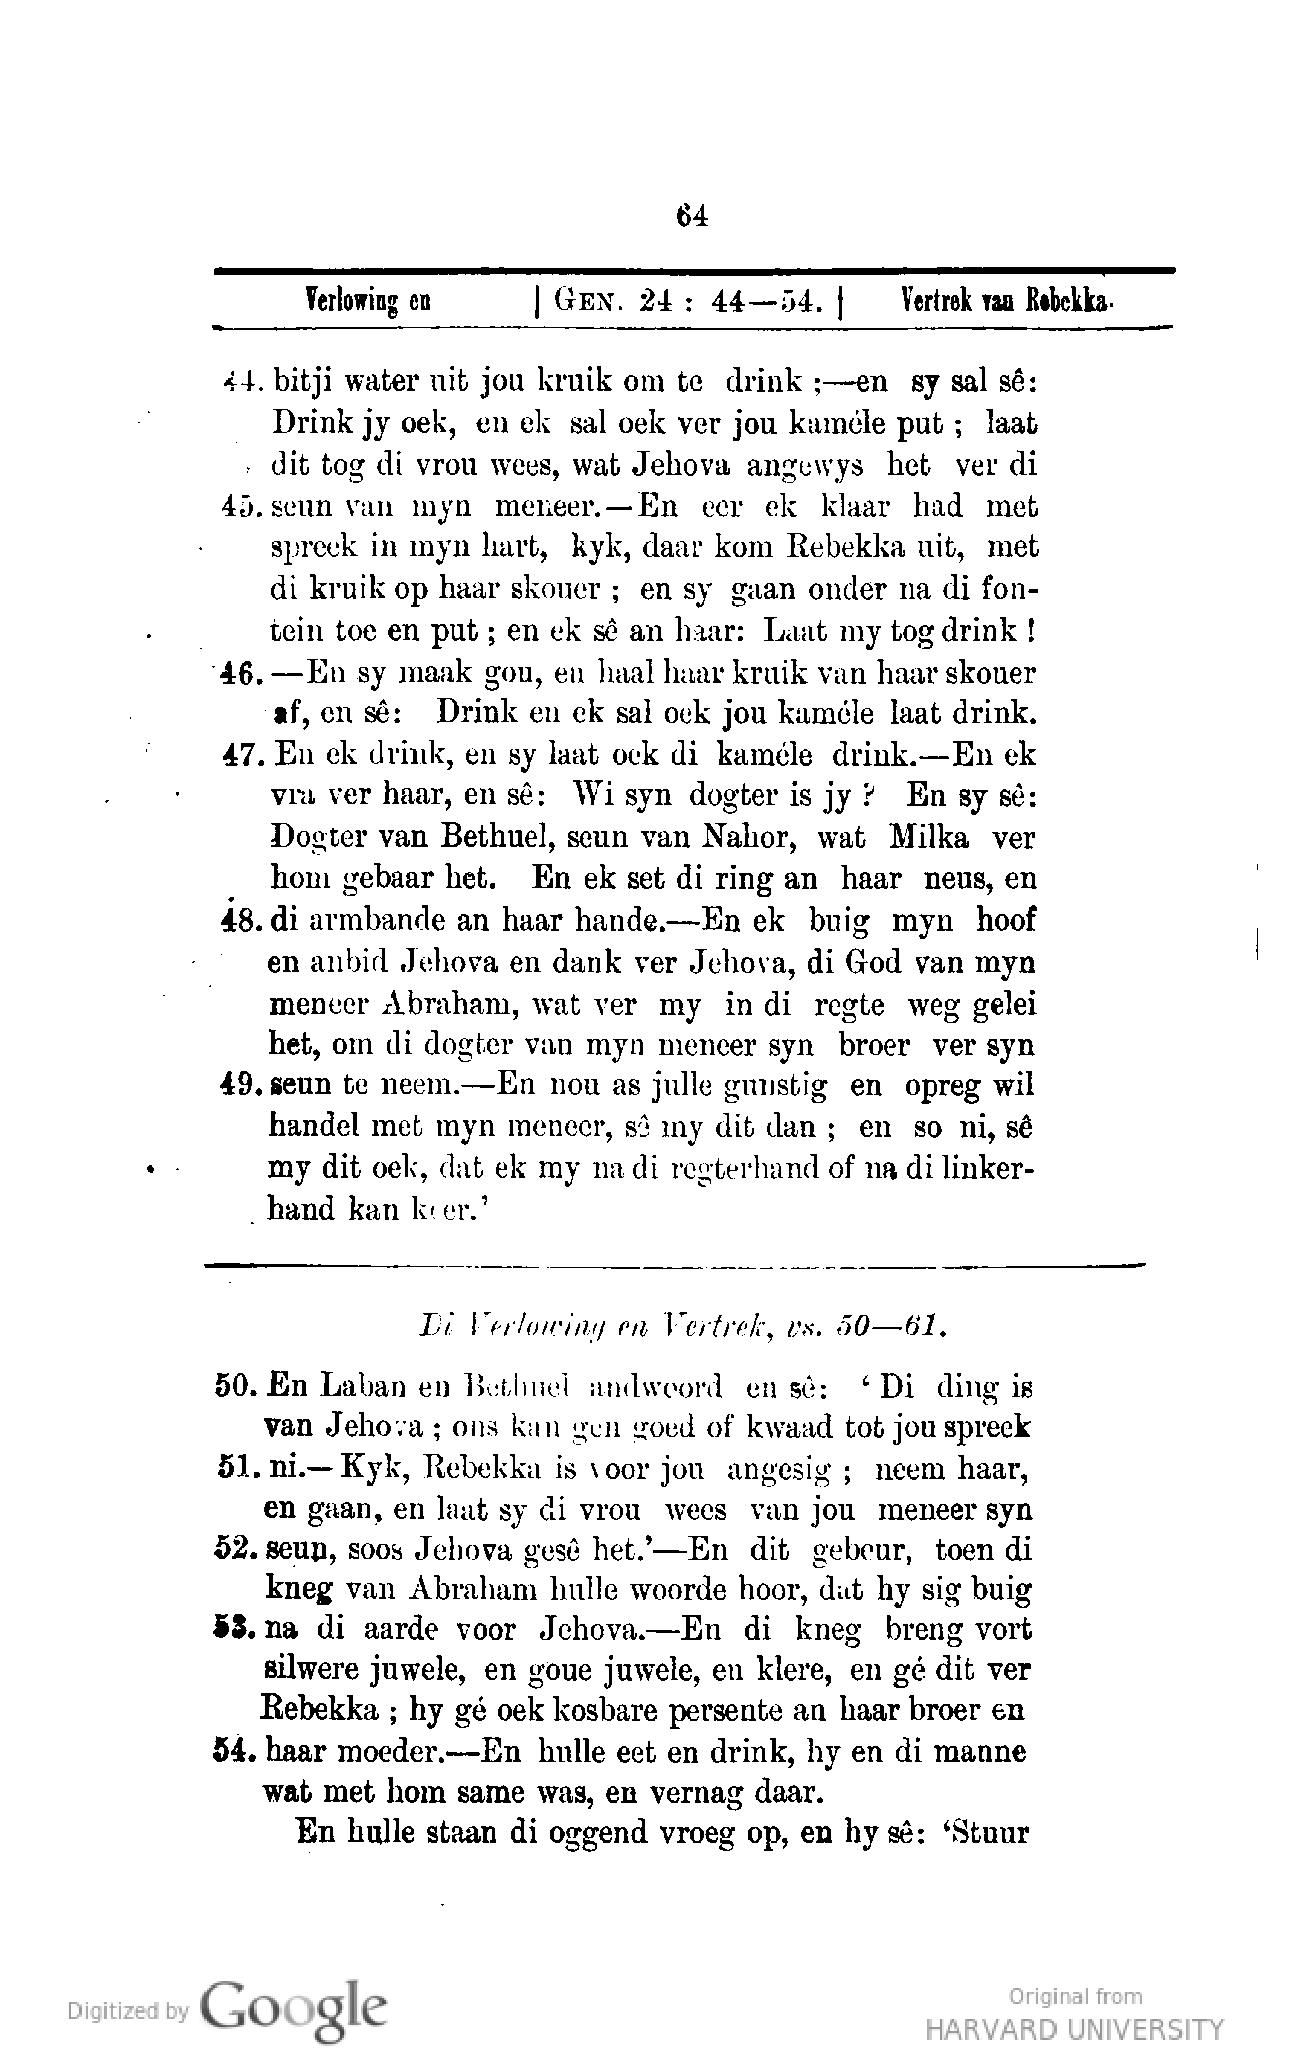 64
Verlowing en | GEN. 24 : 44—54. | Vertrek van Rebekka.
44. bitji water uit jou kruik om te drink ;—en sy sal sê:
Drink jy oek, en ek sal oek ver jou kaméle put ; laat
dit tog di vrou wees, wat Jehova angewys het ver di
45. seun van myn meneer.—En eer ek klaar had met
spreek in myn hart, kyk, daar kom Rebekka uit, met
di kruik op haar skouer ; en sy gaan onder na di fon-
tein toe en put ; en ek sê an haar: Laat my tog drink !
46. —En sy maak gou, en haal haar kruik van haar skouer
af, en sê: Drink en ek sal oek jou kaméle laat drink.
47. En ek drink, en sy laat oek di kaméle drink.—En ek
vra ver haar, en sê: Wi syn dogter is jy ? En sy sê:
Dogter van Bethuel, seun van Nahor, wat Milka ver
hom gebaar het. En ek set di ring an haar neus, en
48. di armbande an haar hande.—En ek buig myn hoof
en anbid Jehova en dank ver Jehova, di God van myn
meneer Abraham, wat ver my in di regte weg gelei
het, om di dogter van myn meneer syn broer ver syn
49. seun te neem.—En nou as julle gunstig en opreg wil
handel met myn meneer, sê my dit dan ; en so ni, sê
my dit oek, dat ek my na di regterhand of na di linker-
hand kan keer.’
Di Verlowing en Vertrek, vs. 50—61.
50. En Laban en Bethuel andwoord en sê: ‘ Di ding is
van Jehova ; ons kan gen goed of kwaad tot jou spreek
51. ni.— Kyk, Rebekka is voor jou angesig ; neem haar,
en gaan, en laat sy di vrou wees van jou meneer syn
52. seun, soos Jehova gesê het.’—En dit gebeur, toen di
kneg van Abraham hulle woorde hoor, dat hy sig buig
53. na di aarde voor Jehova.—En di kneg breng vort
silwere juwele, en goue juwele, en klere, en gé dit ver
Rebekka ; hy gé oek kosbare persente an haar broer en
54. haar moeder.—En hulle eet en drink, hy en di manne
wat met hom same was, en vernag daar.
En hulle staan di oggend vroeg op, en hy sê: ‘Stuur
Digitized by Google
Original from
HARVARD UNIVERSITY